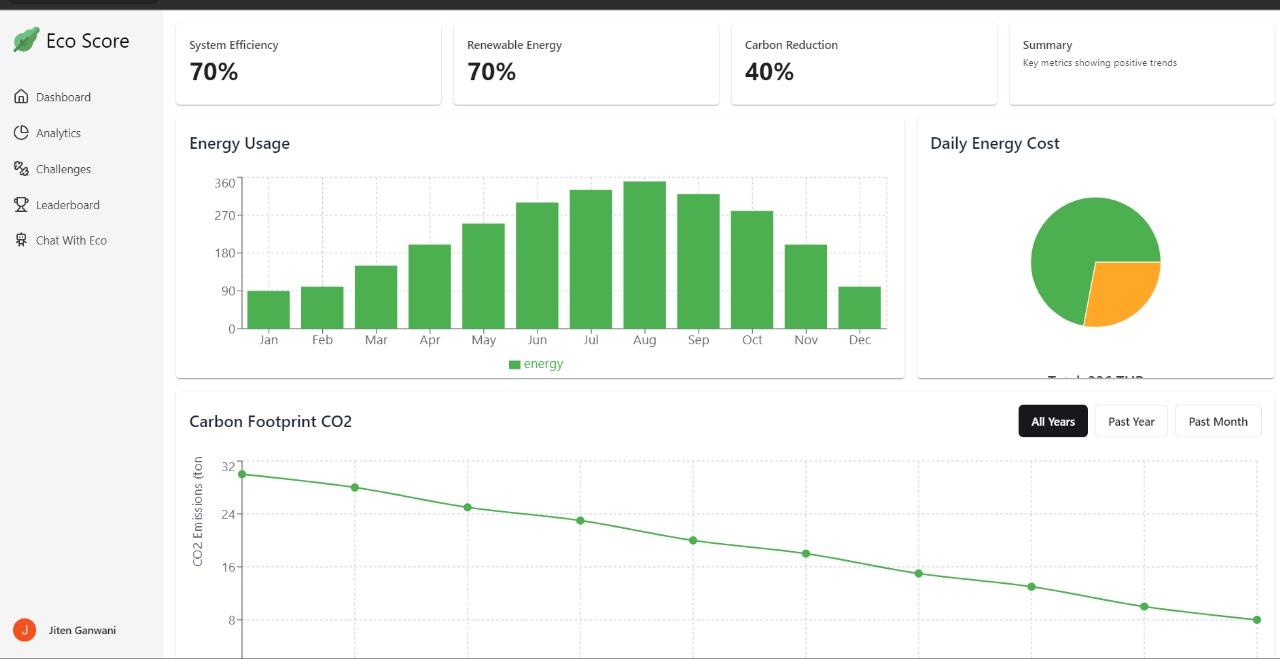 Eco Score
Dashboard
Analytics
Challenges
Leaderboard
Chat With Eco
Jiten Ganwani
J
System Efficiency
70%
Renewable Energy
70%
Carbon Reduction
40%
Summary
Key metrics showing positive trends
Energy Usage
360
270
180
90
0
Jan Feb Mar Apr May Jun Jul Aug Sep Oct Nov Dec
energy
Daily Energy Cost
Carbon Footprint CO2
All Years Past Year Past Month
CO2 Emissions (ton
32
24
16
8